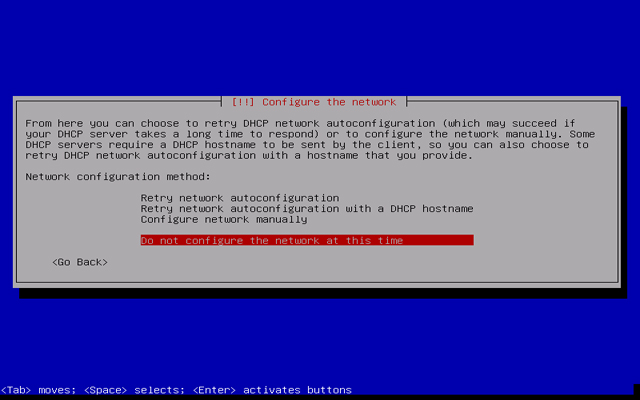 [!!] Configure the network
From here you can choose to retry DHCP network autoconfiguration (which may succeed if
your DHCP server takes a long time to respond) or to configure the network manually. Some
DHCP servers require a DHCP hostname to be sent by the client, so you can also choose to
retry DHCP network autoconfiguration with a hostname that you provide.
Network configuration method:
Retry network autoconfiguration
Retry network autoconfiguration with a DHCP hostname
Configure network manually
Do not configure the network at this time
<Go Back>
<Tab> moves; <Space> selects; <Enter> activates buttons